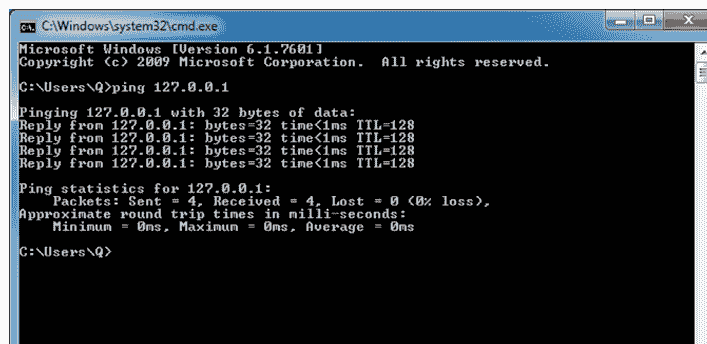 C:\Windows\system32\cmd.exe
Microsoft Windows [Version 6.1.7601]
Copyright (c) 2009 Microsoft Corporation.  All rights reserved.
C:\Users\Q>ping 127.0.0.1
Pinging 127.0.0.1 with 32 bytes of data:
Reply from 127.0.0.1: bytes=32 time<1ms TTL=128
Reply from 127.0.0.1: bytes=32 time<1ms TTL=128
Reply from 127.0.0.1: bytes=32 time<1ms TTL=128
Reply from 127.0.0.1: bytes=32 time<1ms TTL=128
Ping statistics for 127.0.0.1:
    Packets: Sent = 4, Received = 4, Lost = 0 (0% loss),
Approximate round trip times in milli-seconds:
    Minimum = 0ms, Maximum = 0ms, Average = 0ms
C:\Users\Q>